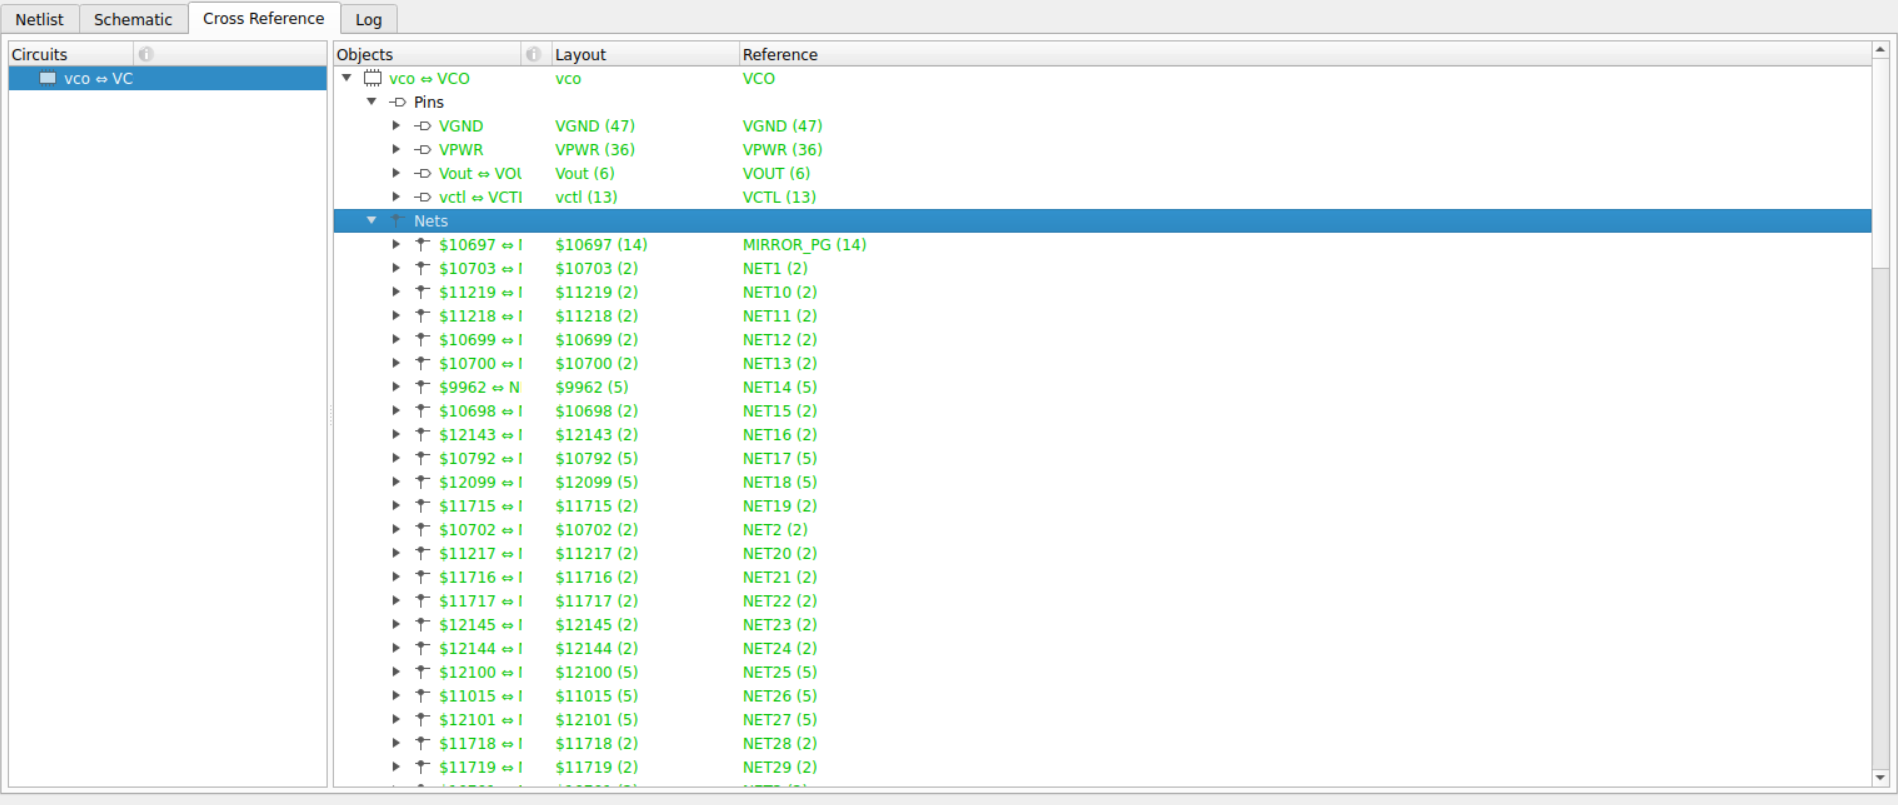 Netlist Schematic Cross Reference Log
Circuits Objects Layout Reference
vco ⇔ VC
vco ⇔ VCO vco VCO
Pins
VGND VGND (47) VGND (47)
VPWR VPWR (36) VPWR (36)
Vout ⇔ VOU Vout (6) VOUT (6)
vctl ⇔ VCTL vctl (13) VCTL (13)
Nets
$10697 ⇔ $10697 (14) MIRROR_PG (14)
$10703 ⇔ $10703 (2) NET1 (2)
$11219 ⇔ $11219 (2) NET10 (2)
$11218 ⇔ $11218 (2) NET11 (2)
$10699 ⇔ $10699 (2) NET12 (2)
$10700 ⇔ $10700 (2) NET13 (2)
$9962 ⇔ N $9962 (5) NET14 (5)
$10698 ⇔ $10698 (2) NET15 (2)
$12143 ⇔ $12143 (2) NET16 (2)
$10792 ⇔ $10792 (5) NET17 (5)
$12099 ⇔ $12099 (5) NET18 (5)
$11715 ⇔ $11715 (2) NET19 (2)
$10702 ⇔ $10702 (2) NET2 (2)
$11217 ⇔ $11217 (2) NET20 (2)
$11716 ⇔ $11716 (2) NET21 (2)
$11717 ⇔ $11717 (2) NET22 (2)
$12145 ⇔ $12145 (2) NET23 (2)
$12144 ⇔ $12144 (2) NET24 (2)
$12100 ⇔ $12100 (5) NET25 (5)
$11015 ⇔ $11015 (5) NET26 (5)
$12101 ⇔ $12101 (5) NET27 (5)
$11718 ⇔ $11718 (2) NET28 (2)
$11719 ⇔ $11719 (2) NET29 (2)